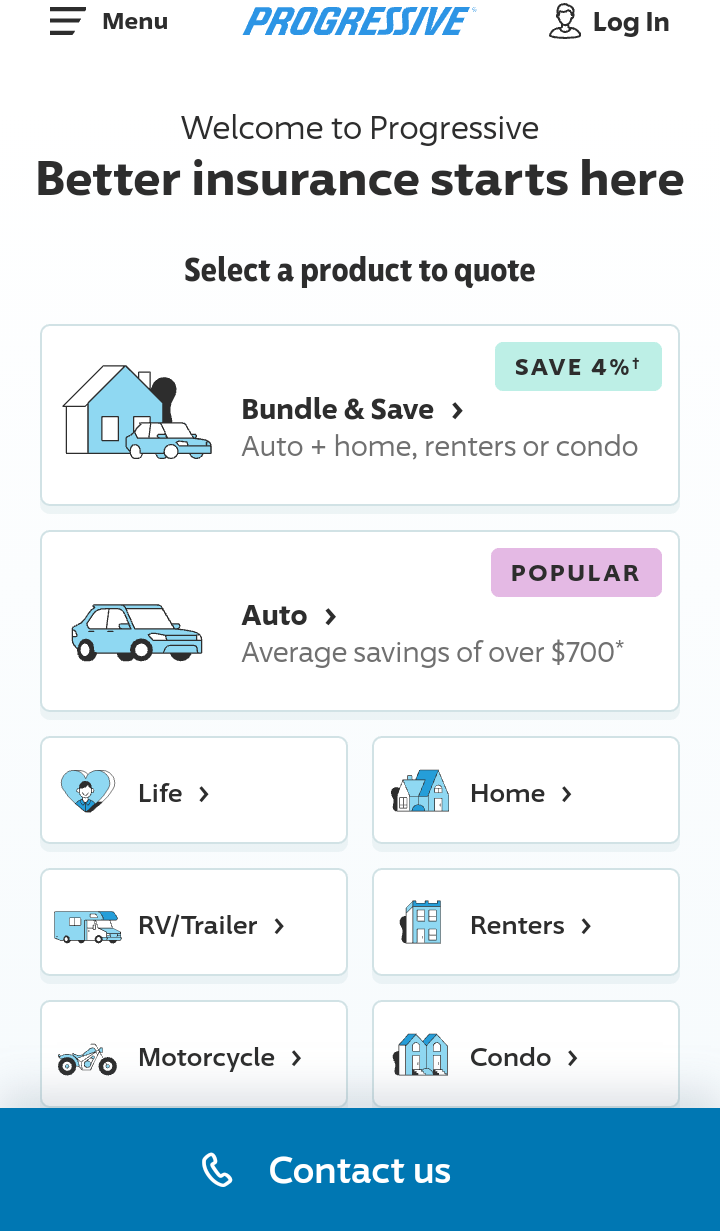 Menu
PROGRESSIVE
Log In
Welcome to Progressive
Better insurance starts here
Select a product to quote
SAVE 4%†
Bundle & Save
Auto + home, renters or condo
POPULAR
Auto
Average savings of over $700*
Life
Home
RV/Trailer
Renters
Motorcycle
Condo
Contact us